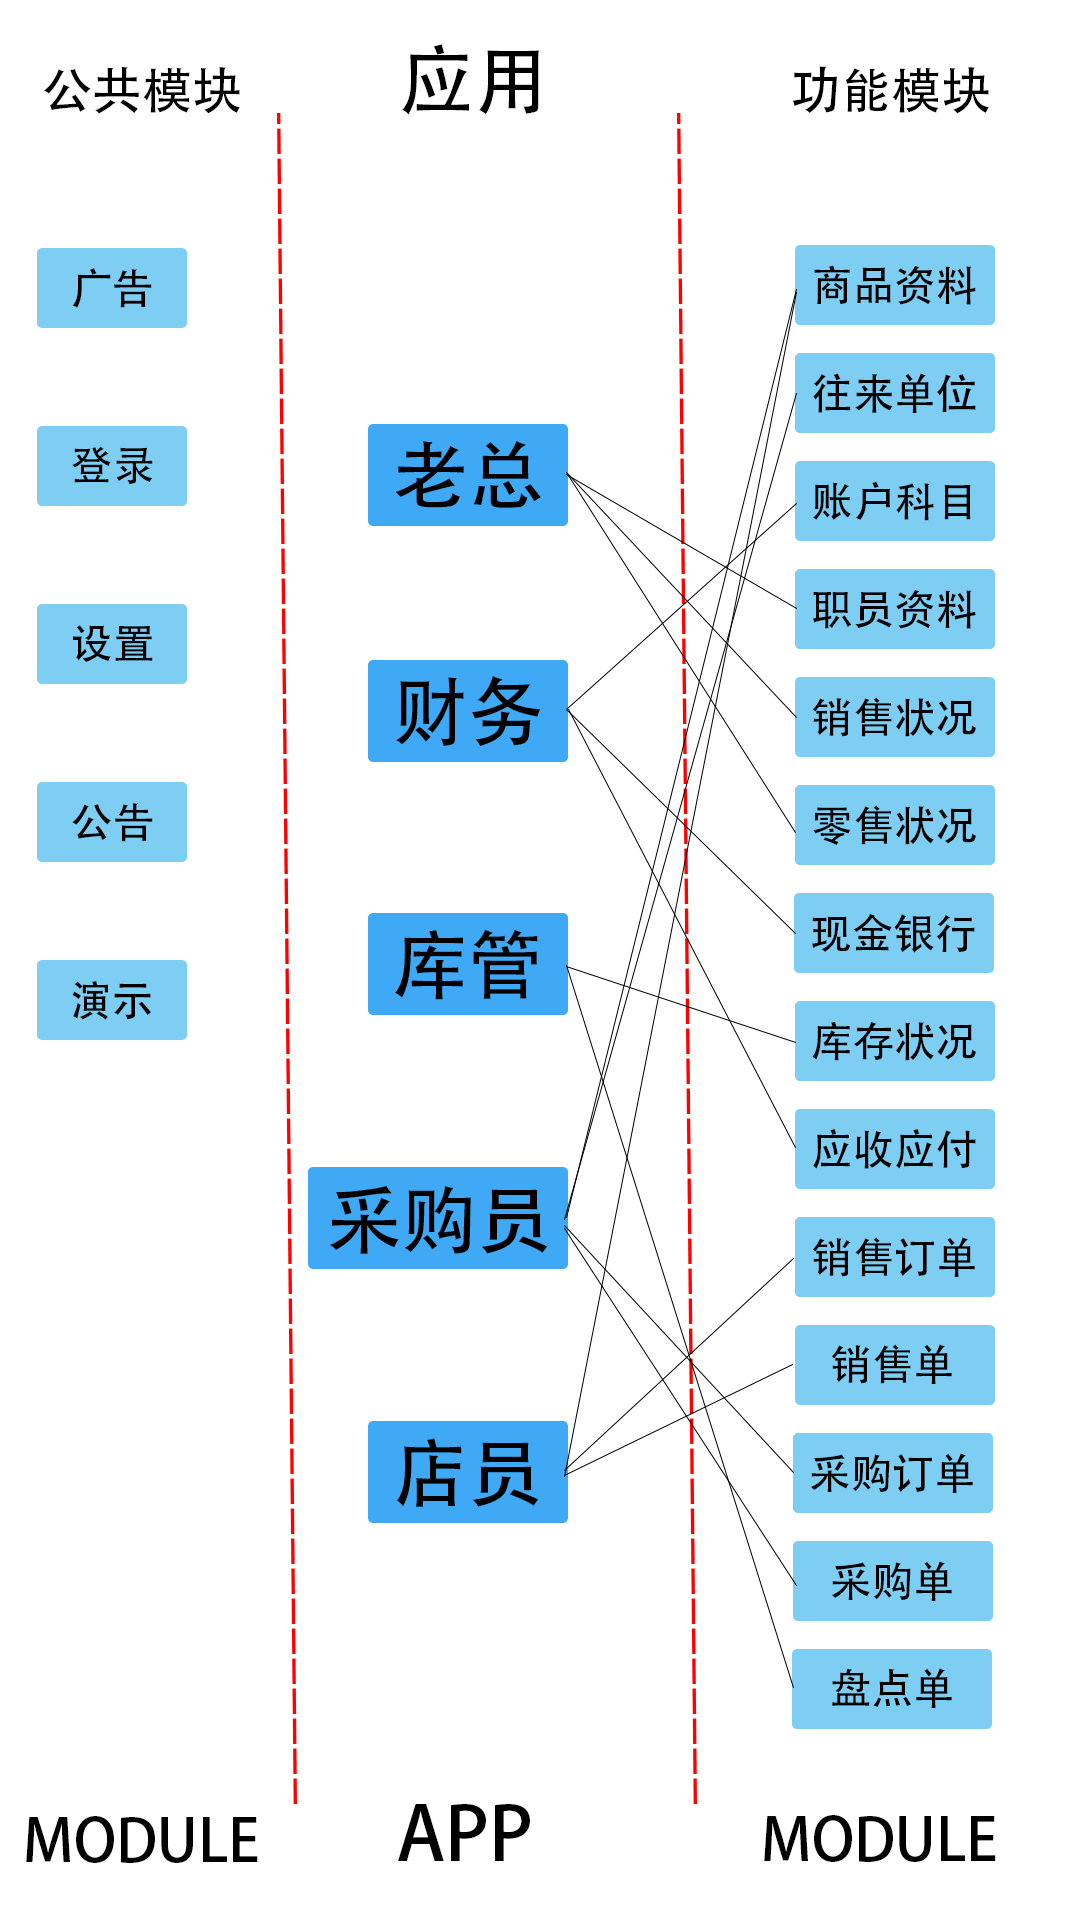 公共模块
应用
功能模块
广告
登录
设置
公告
演示
老总
财务
库管
采购员
店员
商品资料
往来单位
账户科目
职员资料
销售状况
零售状况
现金银行
库存状况
应收应付
销售订单
销售单
采购订单
采购单
盘点单
MODULE
APP
MODULE